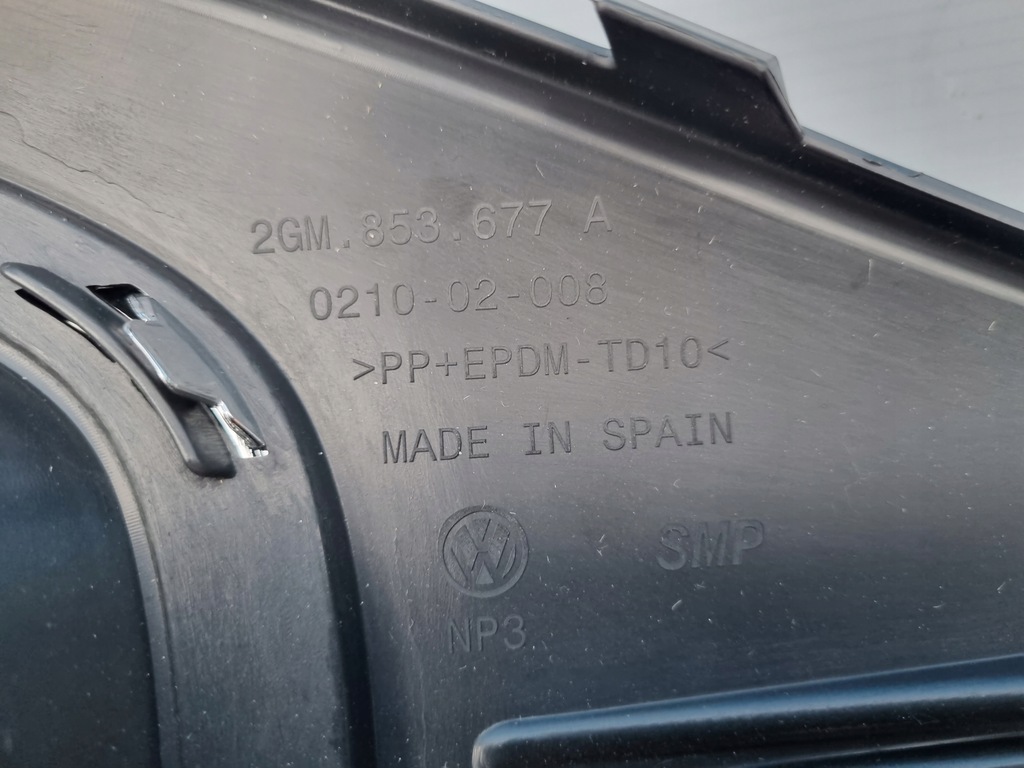 2GM.853.677 A
0210-02-008
>PP+EPDM-TD10<
MADE IN SPAIN
SMP
NP3